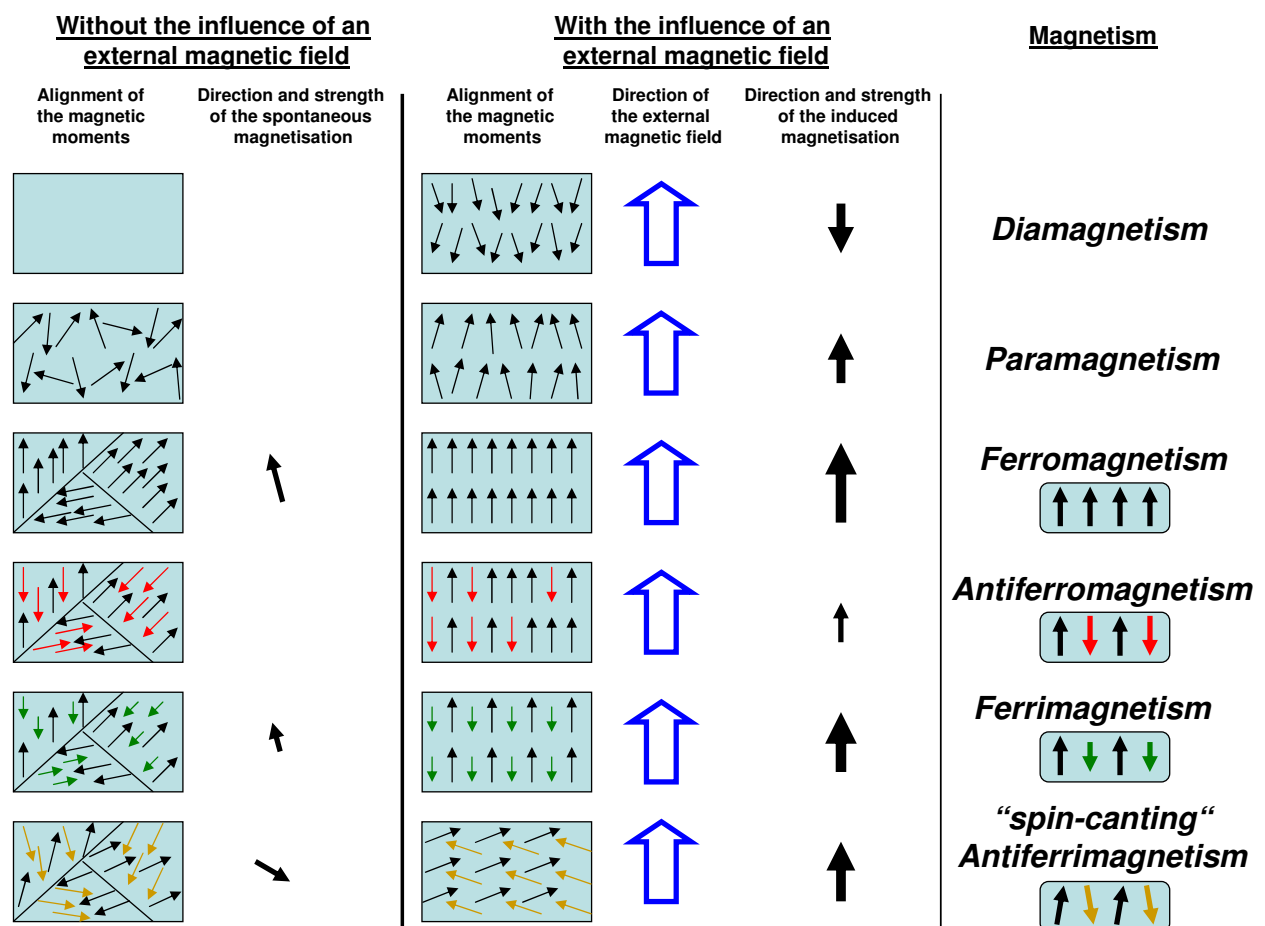 Without the influence of an
external magnetic field
With the influence of an
external magnetic field
Magnetism
Alignment of
the magnetic
moments
Direction and strength
of the spontaneous
magnetisation
Alignment of
the magnetic
moments
Direction of
the external
magnetic field
Direction and strength
of the induced
magnetisation
Diamagnetism
Paramagnetism
Ferromagnetism
Antiferromagnetism
Ferrimagnetism
“spin-canting“
Antiferrimagnetism